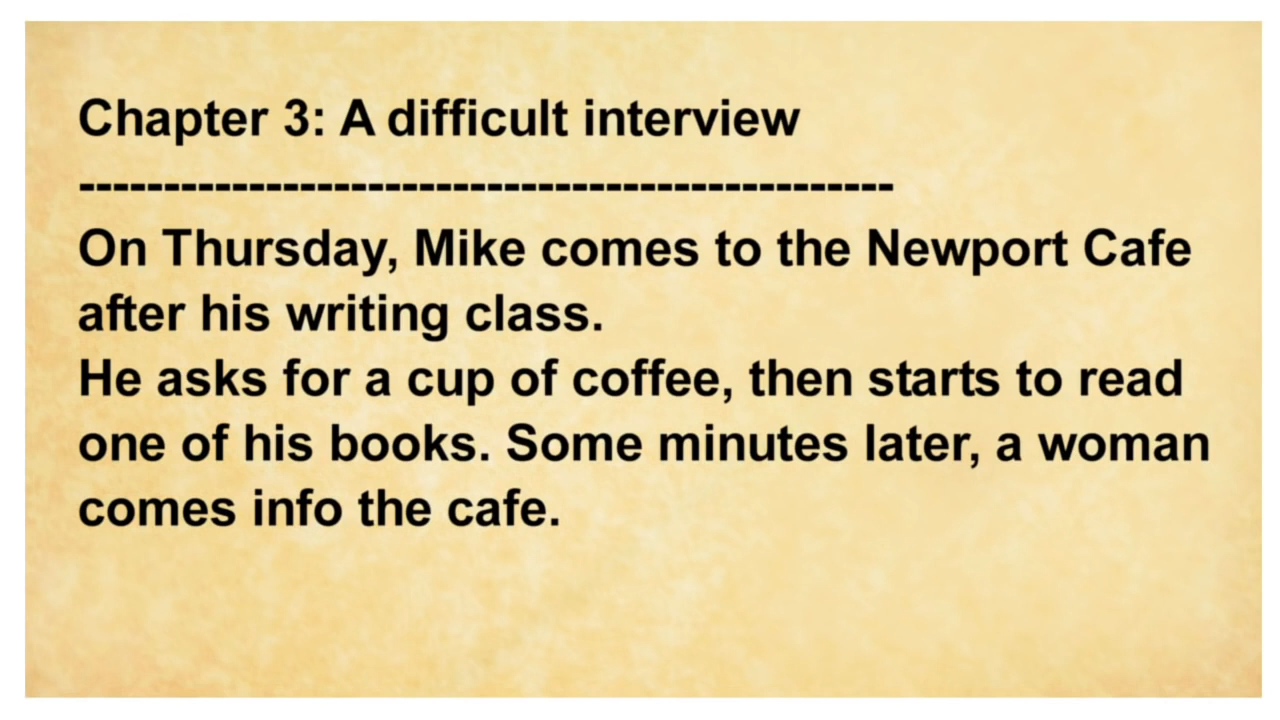 Chapter 3: A difficult interview
------------------------------------------------
On Thursday, Mike comes to the Newport Cafe
after his writing class.
He asks for a cup of coffee, then starts to read
one of his books. Some minutes later, a woman
comes info the cafe.